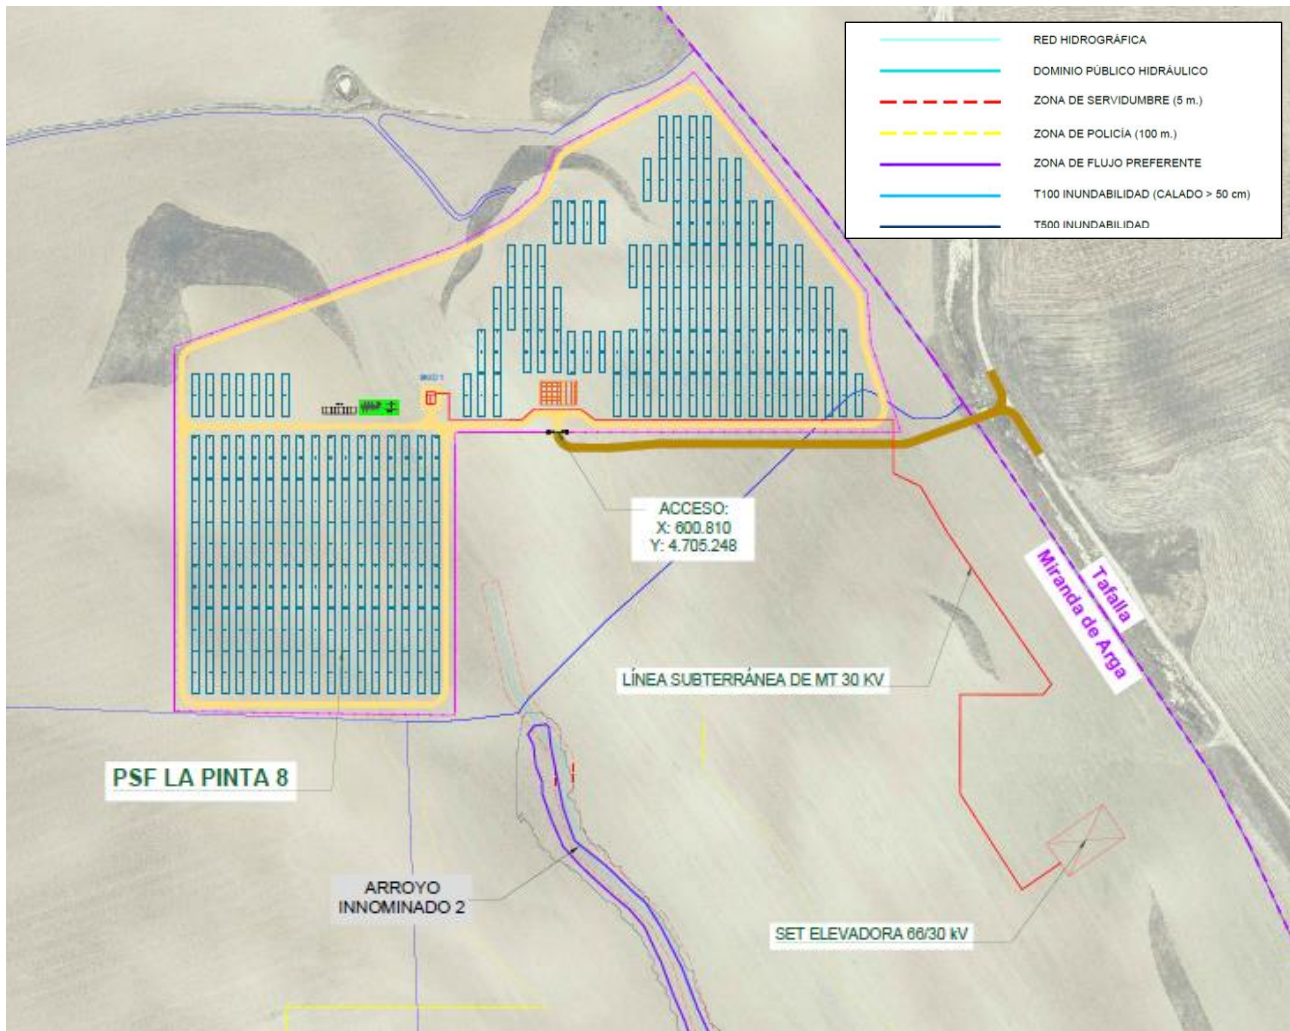 RED HIDROGRÁFICA
DOMINIO PÚBLICO HIDRÁULICO
ZONA DE SERVIDUMBRE (5 m.)
ZONA DE POLICÍA (100 m.)
ZONA DE FLUJO PREFERENTE
T100 INUNDABILIDAD (CALADO > 50 cm)
T500 INUNDABILIDAD
ACCESO:
X: 600.810
Y: 4.705.248
Tafalla
Miranda de Arga
LÍNEA SUBTERRÁNEA DE MT 30 KV
PSF LA PINTA 8
ARROYO
INNOMINADO 2
SET ELEVADORA 66/30 kV